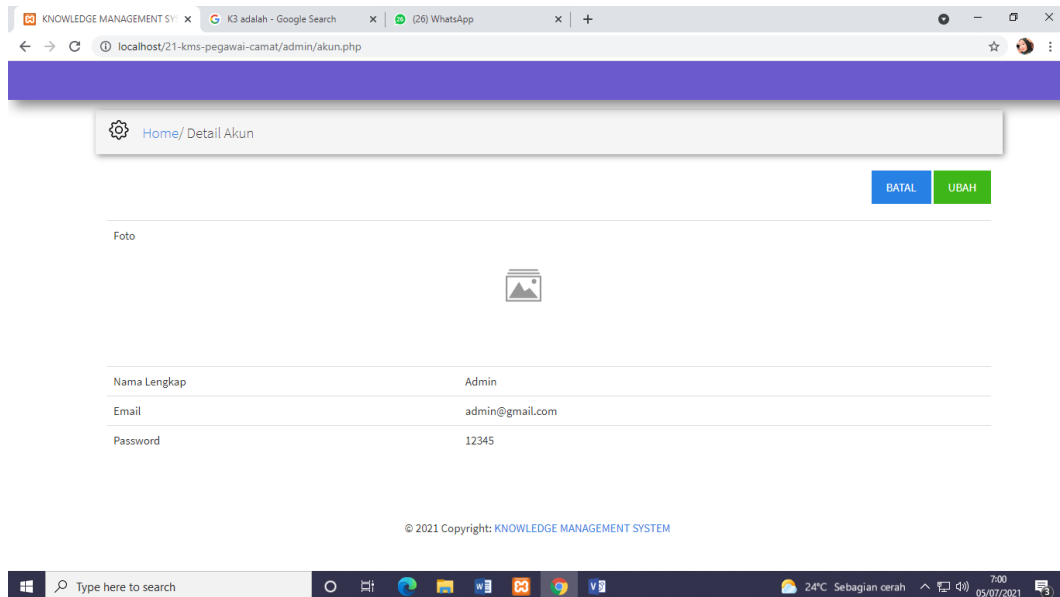 KNOWLEDGE MANAGEMENT SYS
K3 adalah - Google Search
(26) WhatsApp
localhost/21-kms-pegawai-camat/admin/akun.php
Home/ Detail Akun
BATAL UBAH
Foto
Nama Lengkap Admin
Email admin@gmail.com
Password 12345
© 2021 Copyright: KNOWLEDGE MANAGEMENT SYSTEM
Type here to search
24°C Sebagian cerah
7:00
05/07/2021